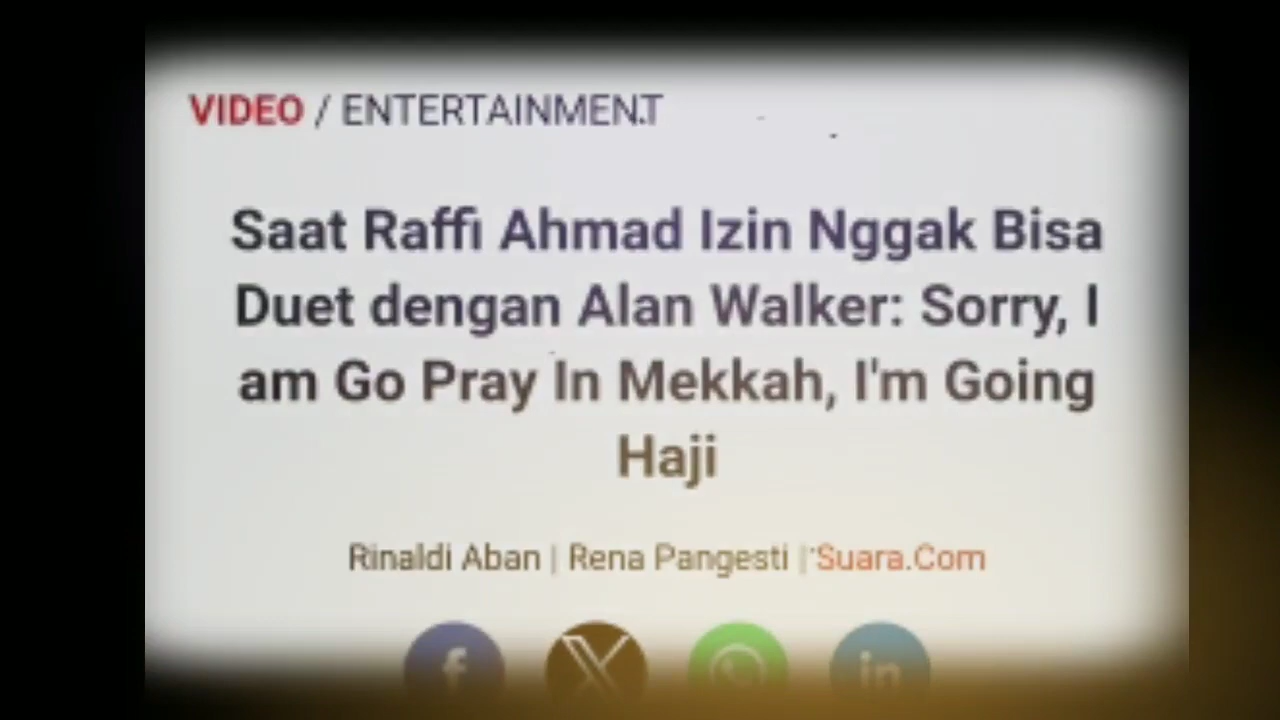 VIDEO / ENTERTAINMENT
Saat Raffi Ahmad Izin Nggak Bisa
Duet dengan Alan Walker: Sorry, I
am Go Pray In Mekkah, I'm Going
Haji
Rinaldi Aban | Rena Pangesti | Suara.Com
f X in